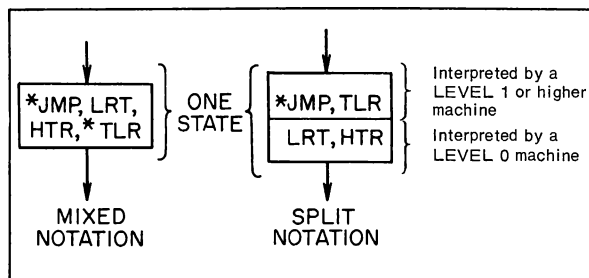 *JMP, LRT,
HTR, * TLR
MIXED
NOTATION
ONE
STATE
*JMP, TLR
LRT, HTR
SPLIT
NOTATION
Interpreted by a
LEVEL 1 or higher
machine
Interpreted by a
LEVEL 0 machine